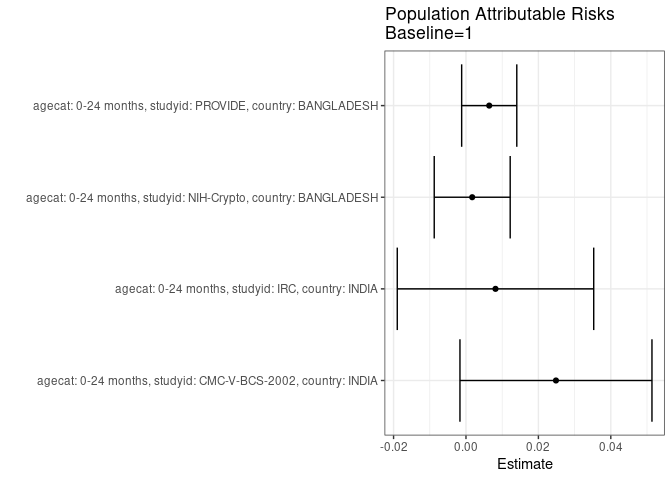 Population Attributable Risks
Baseline=1
agecat: 0-24 months, studyid: PROVIDE, country: BANGLADESH
agecat: 0-24 months, studyid: NIH-Crypto, country: BANGLADESH
agecat: 0-24 months, studyid: IRC, country: INDIA
agecat: 0-24 months, studyid: CMC-V-BCS-2002, country: INDIA
-0.02 0.00 0.02 0.04
Estimate